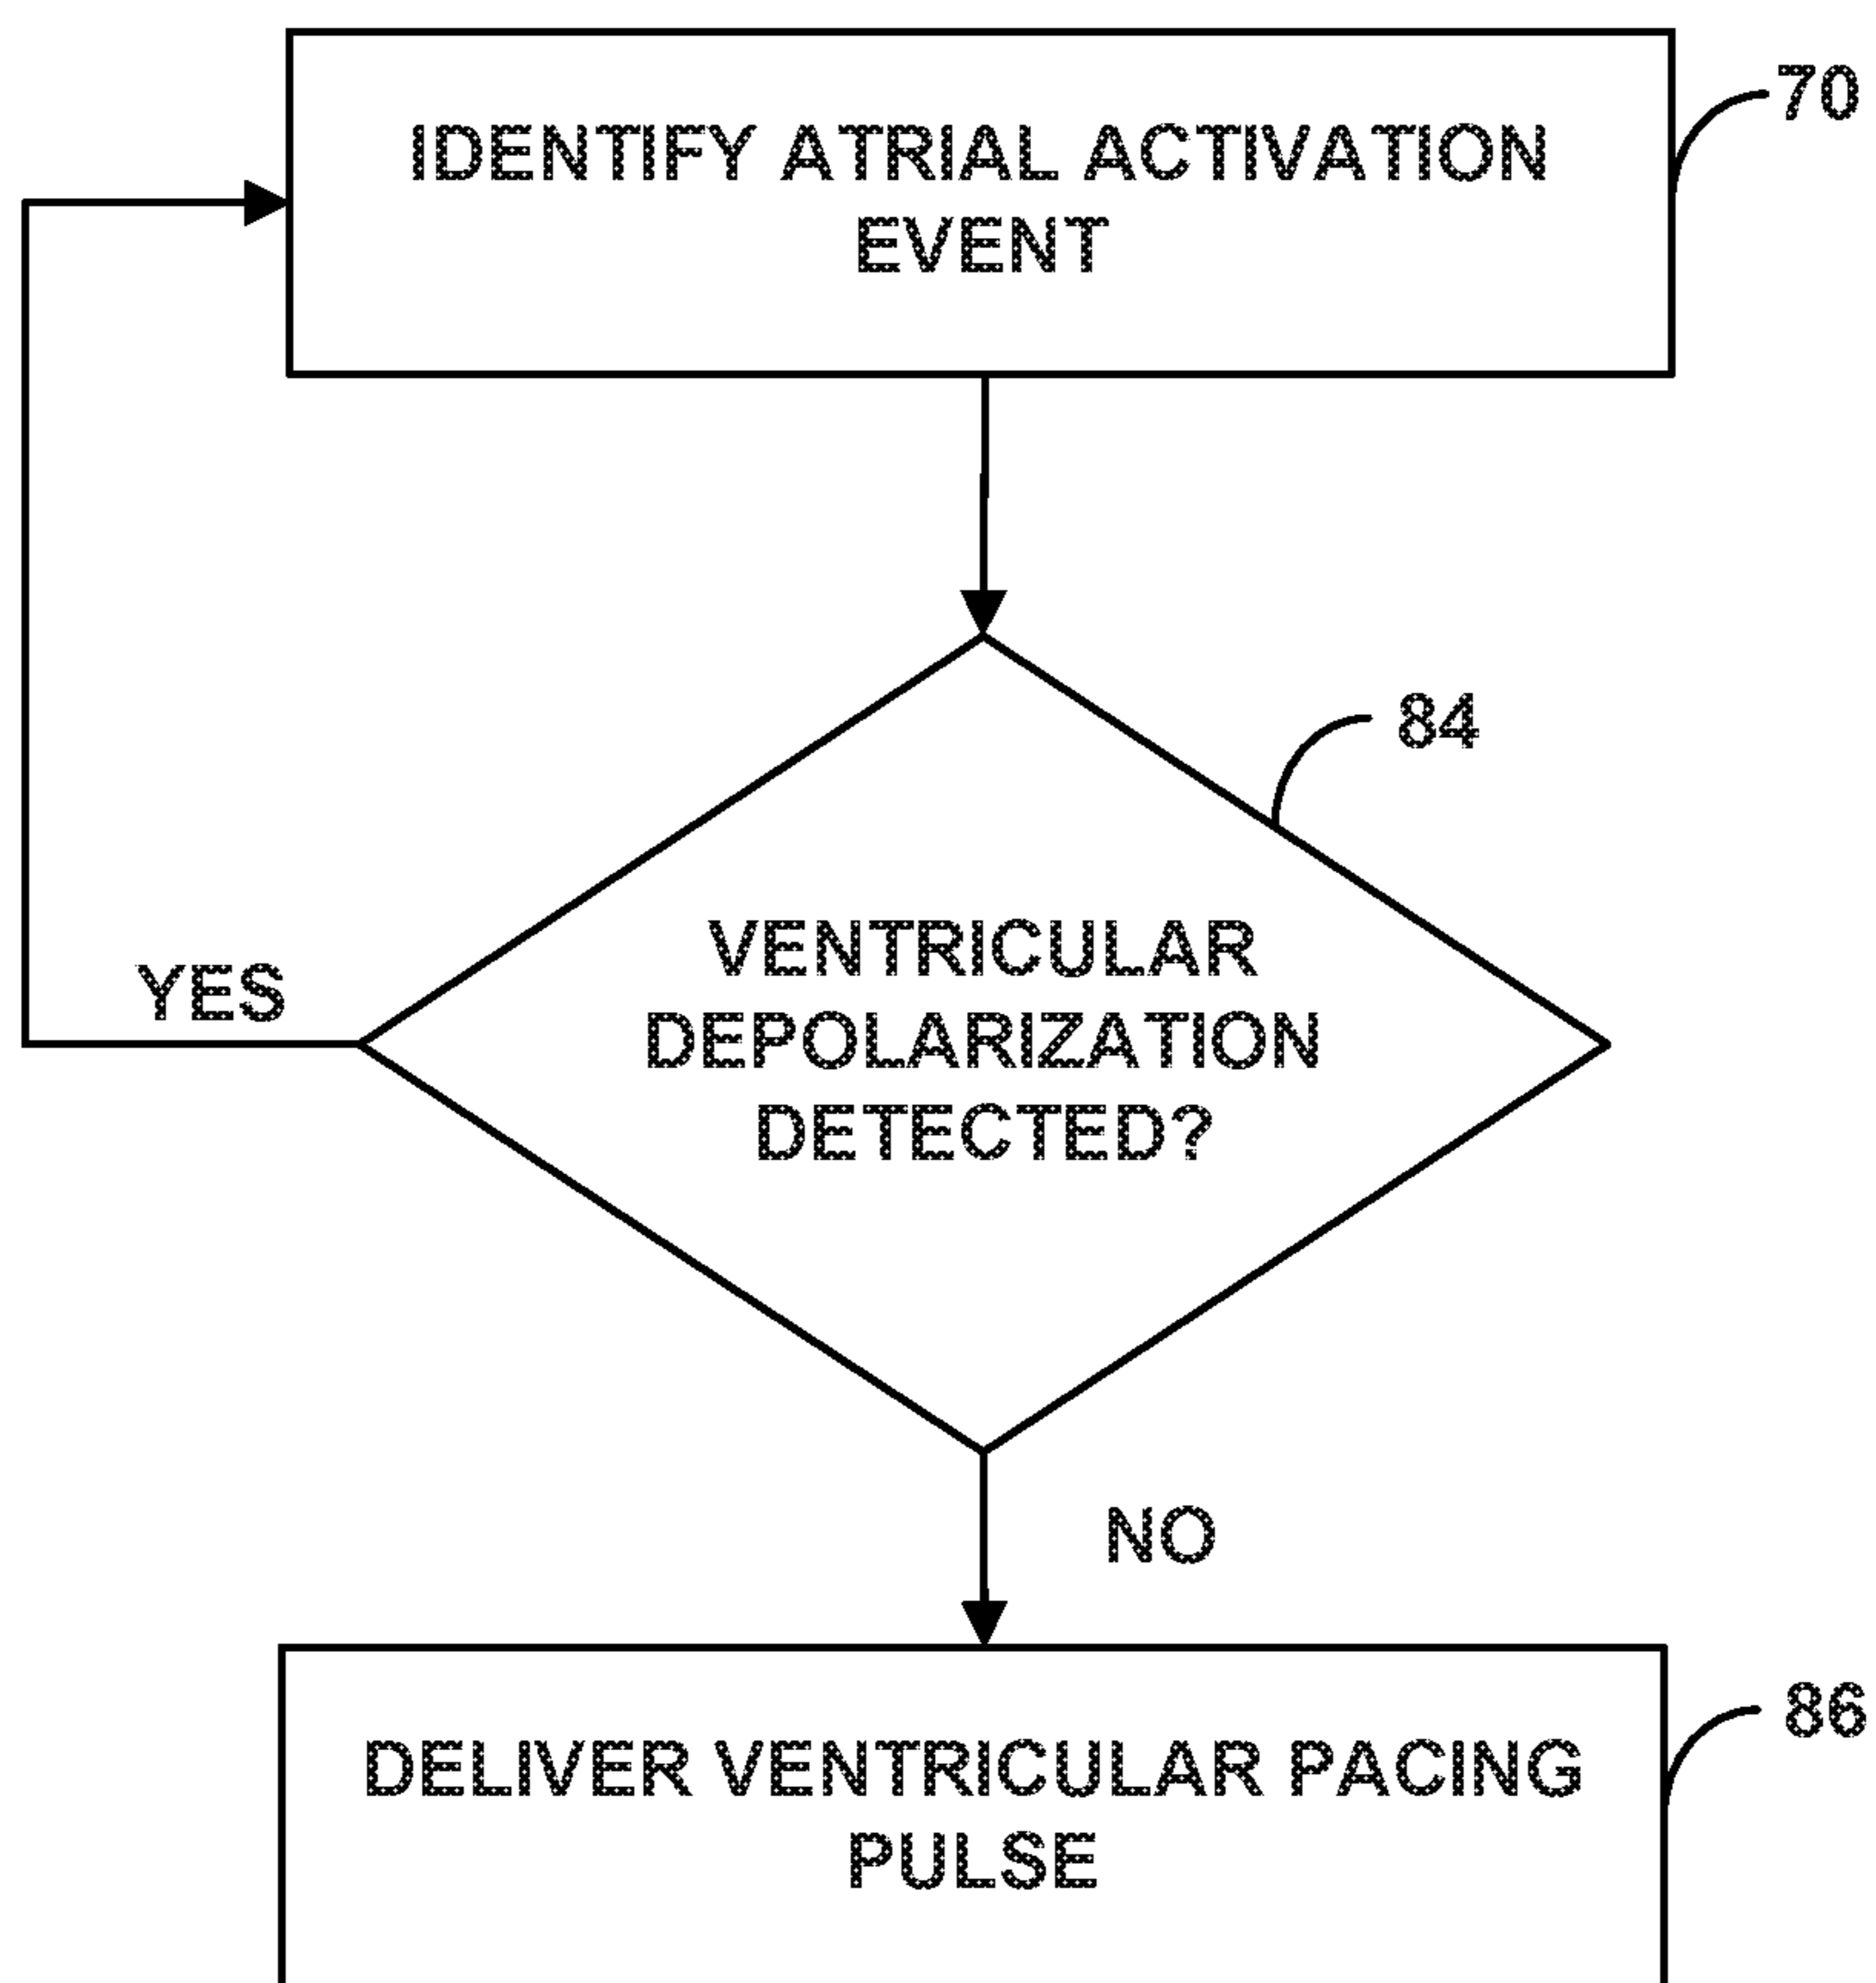 IDENTIFY ATRIAL ACTIVATION
EVENT
70
84
VENTRICULAR
DEPOLARIZATION
DETECTED?
YES
NO
86
DELIVER VENTRICULAR PACING
PULSE